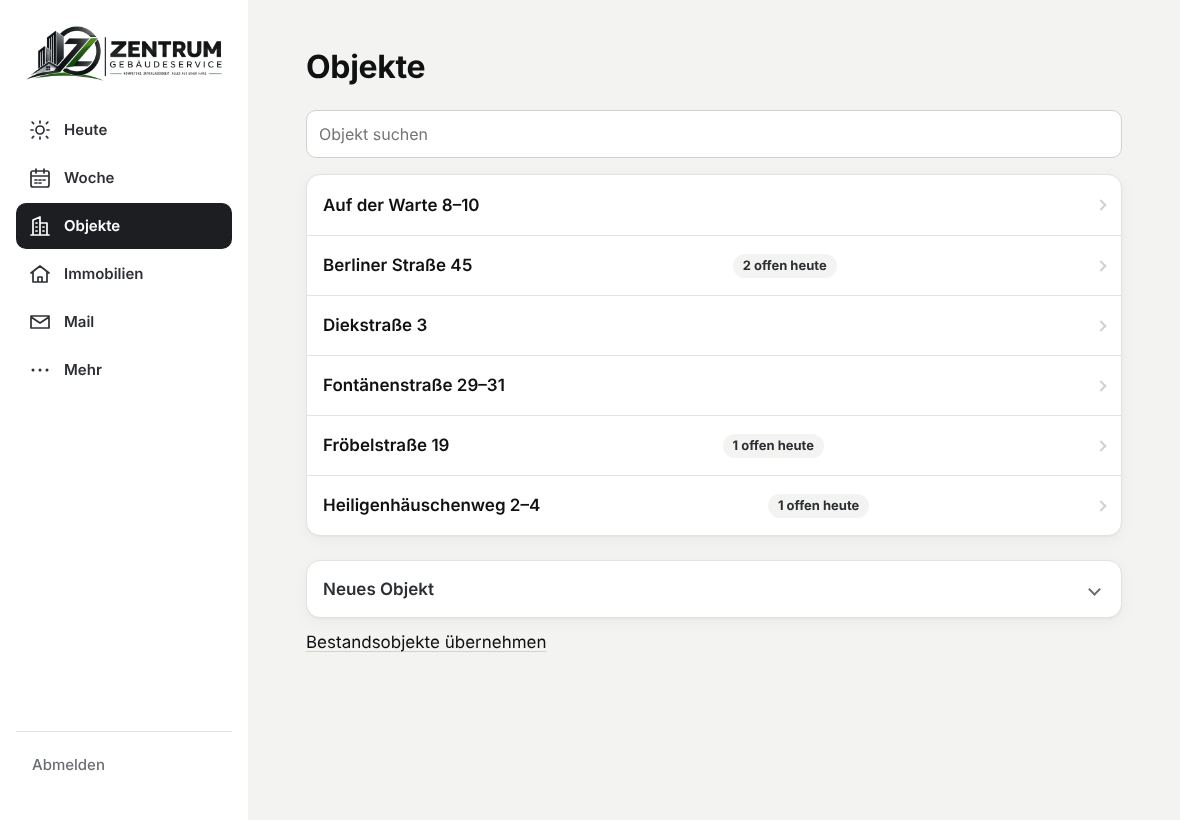 ZENTRUM
GEBÄUDESERVICE
Heute
Woche
Objekte
Immobilien
Mail
Mehr
Abmelden
Objekte
Objekt suchen
Auf der Warte 8–10
Berliner Straße 45
2 offen heute
Diekstraße 3
Fontänenstraße 29–31
Fröbelstraße 19
1 offen heute
Heiligenhäuschenweg 2–4
1 offen heute
Neues Objekt
Bestandsobjekte übernehmen